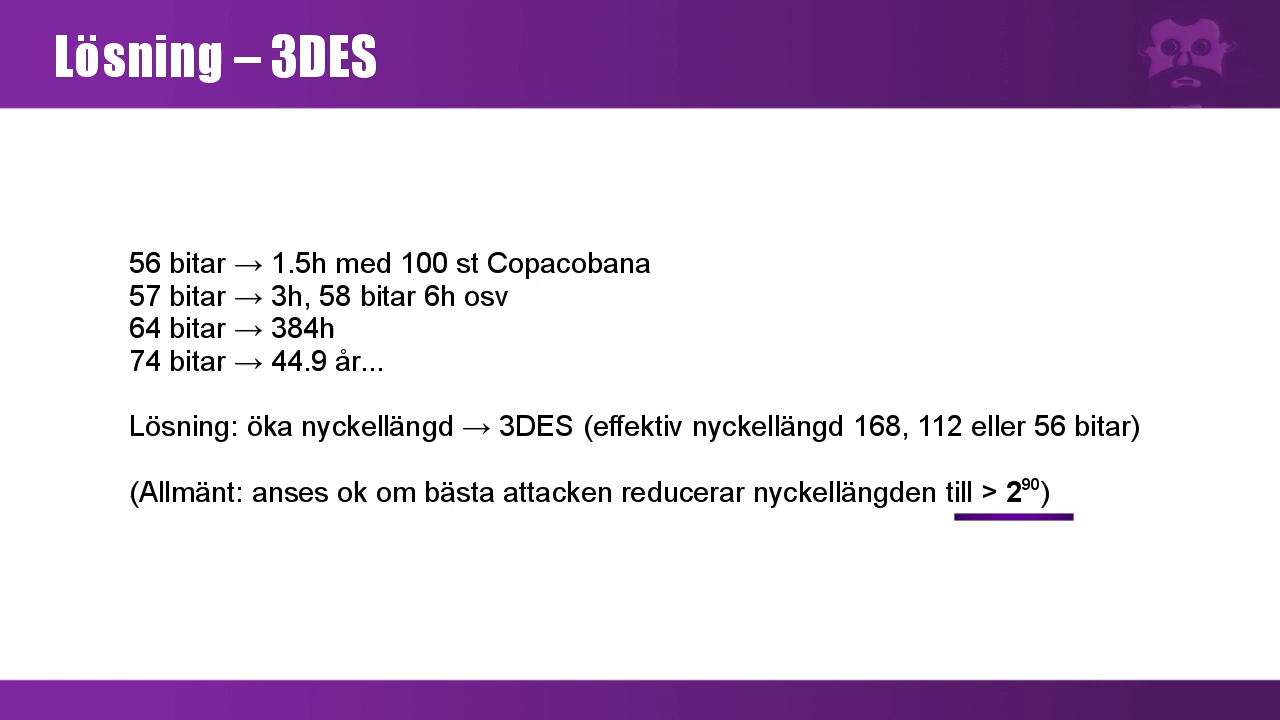 Lösning – 3DES
56 bitar → 1.5h med 100 st Copacobana
57 bitar → 3h, 58 bitar 6h osv
64 bitar → 384h
74 bitar → 44.9 år...
Lösning: öka nyckellängd → 3DES (effektiv nyckellängd 168, 112 eller 56 bitar)
(Allmänt: anses ok om bästa attacken reducerar nyckellängden till > 2⁹⁰)